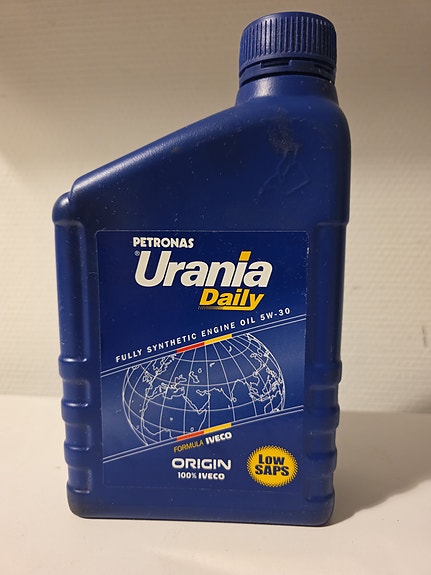 PETRONAS
®Urania
Daily
FULLY SYNTHETIC ENGINE OIL 5W-30
FORMULA IVECO
ORIGIN
100% IVECO
LOW
SAPS